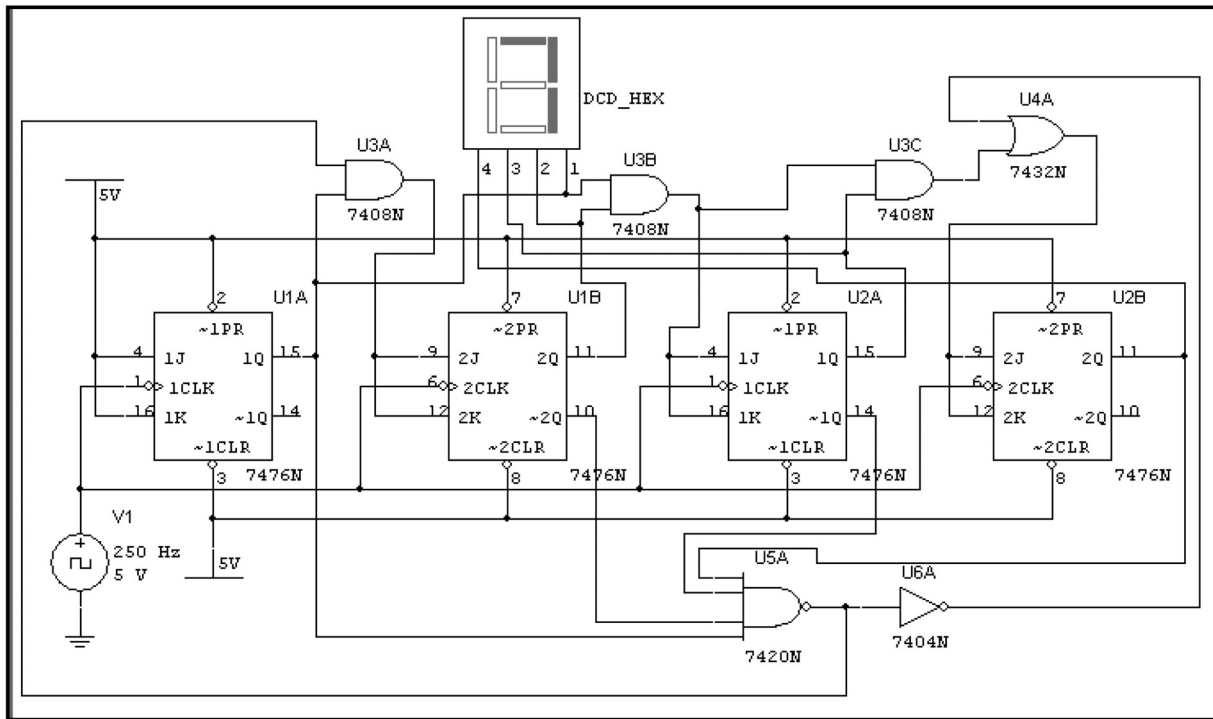 DCD_HEX
U4A
7432N
U3A
7408N
4 3 2 1
U3B
7408N
U3C
7408N
5V
2 U1A
~1PR
4 1J 1Q 15
1 1CLK
16 1K ~1Q 14
~1CLR
3 7476N
7 U1B
~2PR
9 2J 2Q 11
6 2CLK
12 2K ~2Q 10
~2CLR
8 7476N
2 U2A
~1PR
4 1J 1Q 15
1 1CLK
16 1K ~1Q 14
~1CLR
3 7476N
7 U2B
~2PR
9 2J 2Q 11
6 2CLK
12 2K ~2Q 10
~2CLR
8 7476N
V1
250 Hz
5 V
5V
U5A
7420N
U6A
7404N